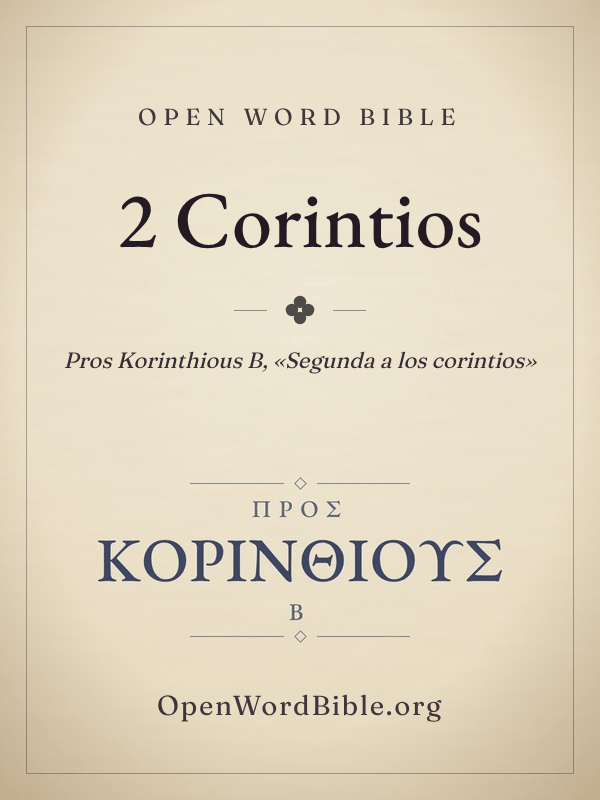 OPEN WORD BIBLE
2 Corintios
Pros Korinthious B, «Segunda a los corintios»
ΠΡΟΣ
ΚΟΡΙΝΘΙΟΥΣ
Β
OpenWordBible.org